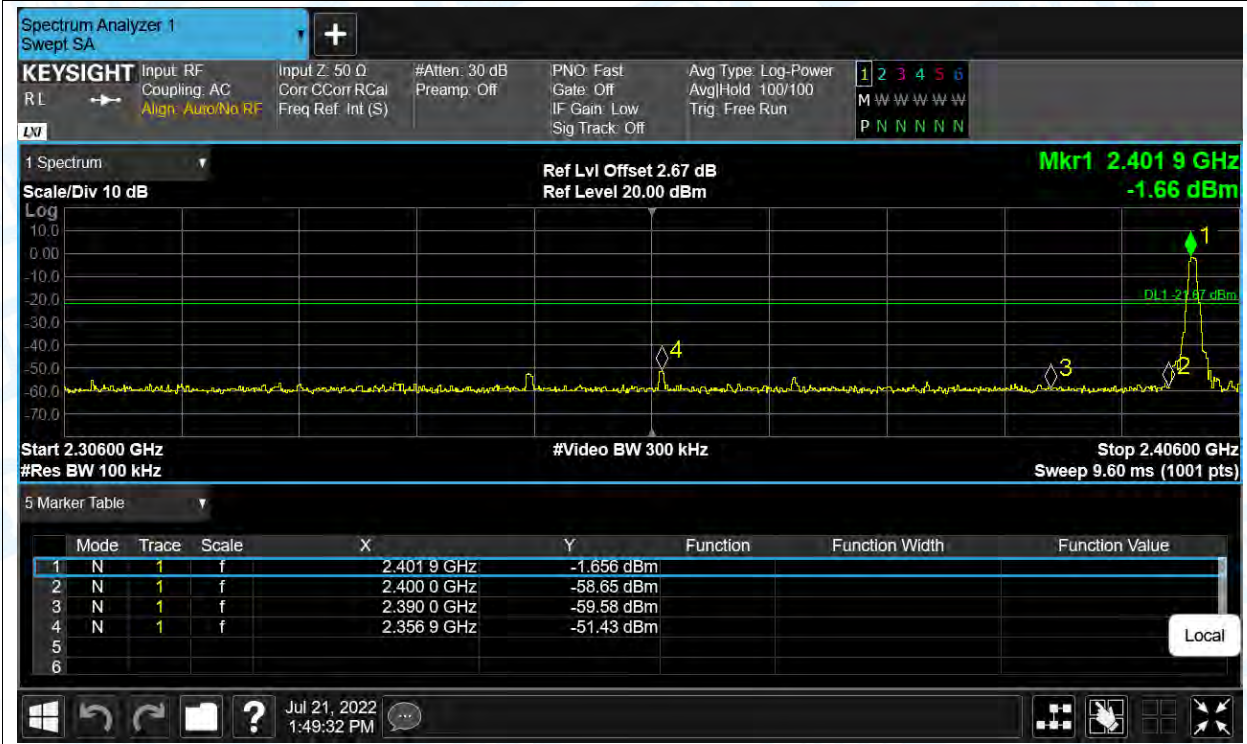 Spectrum Analyzer 1
Swept SA
+
KEYSIGHT Input: RF Input Z: 50 Ω #Atten: 30 dB PNO: Fast Avg Type: Log-Power 1 2 3 4 5 6
RL Coupling: AC Corr CCorr RCal Preamp: Off Gate: Off Avg|Hold: 100/100 M W W W W W W
Align: Auto/No RF Freq Ref: Int (S) IF Gain: Low Trig: Free Run
LXI Sig Track: Off P N N N N N N
1 Spectrum Ref Lvl Offset 2.67 dB Mkr1 2.401 9 GHz
Scale/Div 10 dB Ref Level 20.00 dBm -1.66 dBm
Log
10.0 1
0.00
-10.0
-20.0 DL1 -21.67 dBm
-30.0
-40.0 4
-50.0 3 2
-60.0
-70.0
Start 2.30600 GHz #Video BW 300 kHz Stop 2.40600 GHz
#Res BW 100 kHz Sweep 9.60 ms (1001 pts)
5 Marker Table
Mode Trace Scale X Y Function Function Width Function Value
1 N 1 f 2.401 9 GHz -1.656 dBm
2 N 1 f 2.400 0 GHz -58.65 dBm
3 N 1 f 2.390 0 GHz -59.58 dBm
4 N 1 f 2.356 9 GHz -51.43 dBm
5
6
Local
? Jul 21, 2022
1:49:32 PM